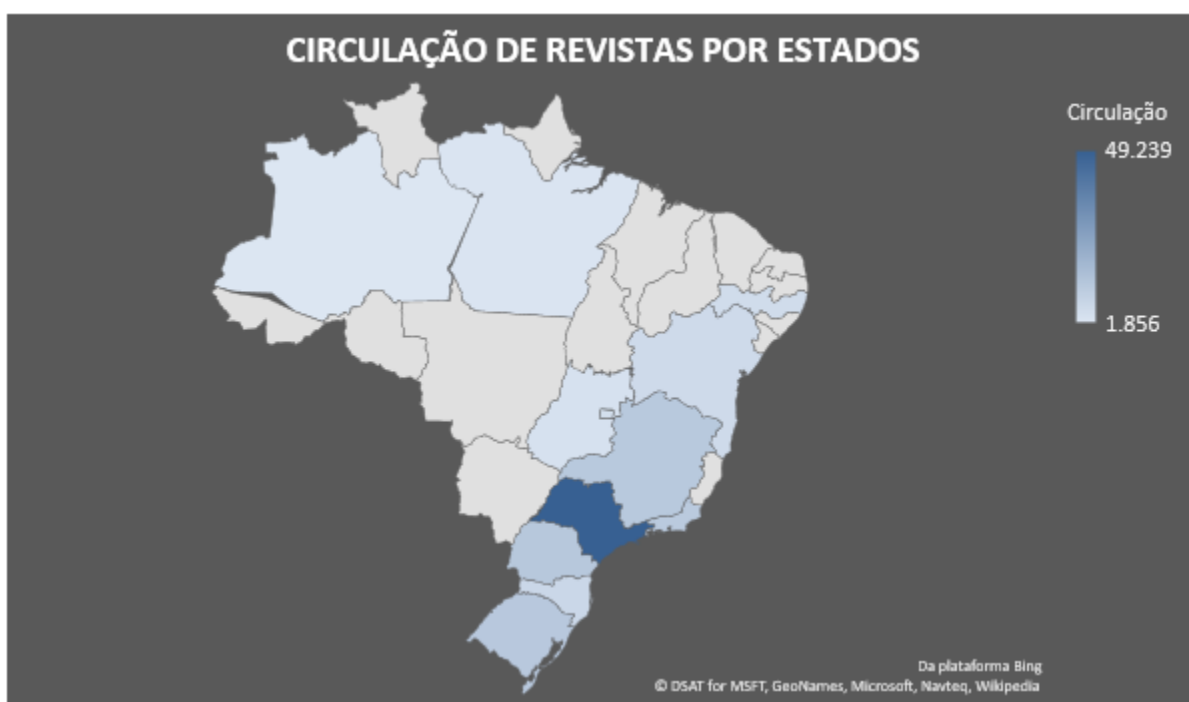 CIRCULAÇÃO DE REVISTAS POR ESTADOS
Circulação
49.239
1.856
Da plataforma Bing
© DSAT for MSFT, GeoNames, Microsoft, Navteq, Wikipedia